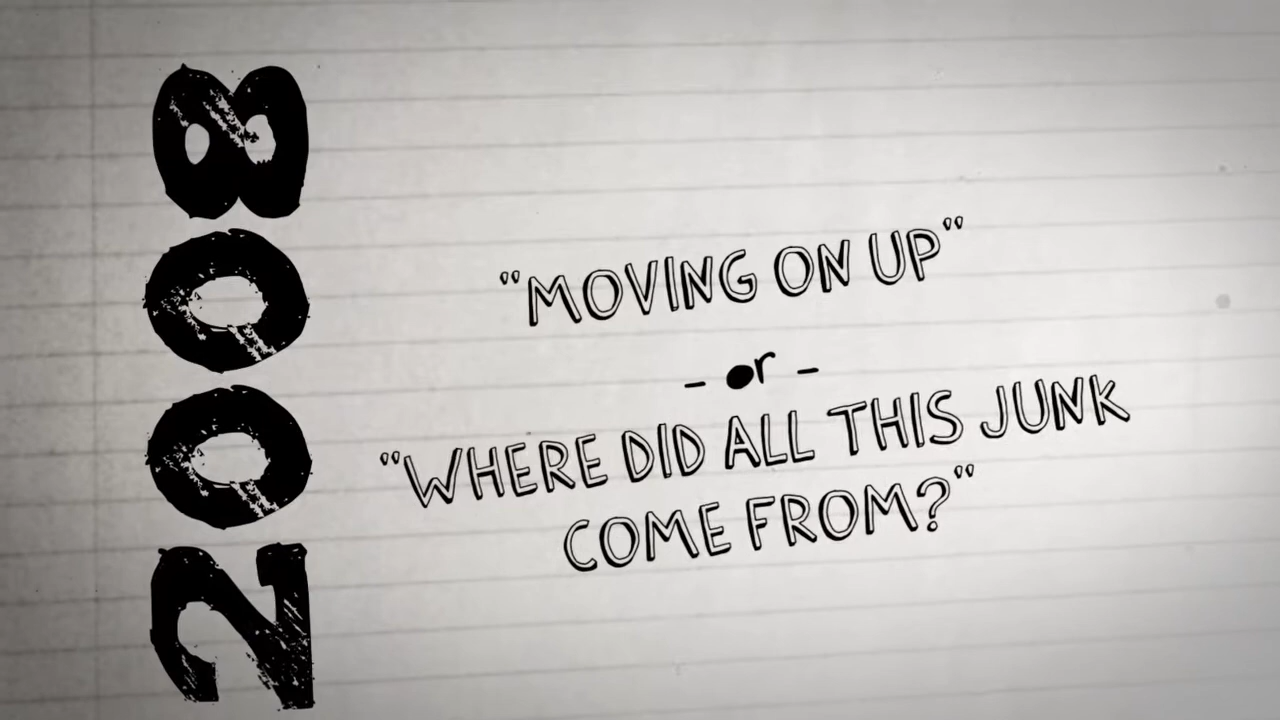 2008
"MOVING ON UP"
- or -
"WHERE DID ALL THIS JUNK
COME FROM?"